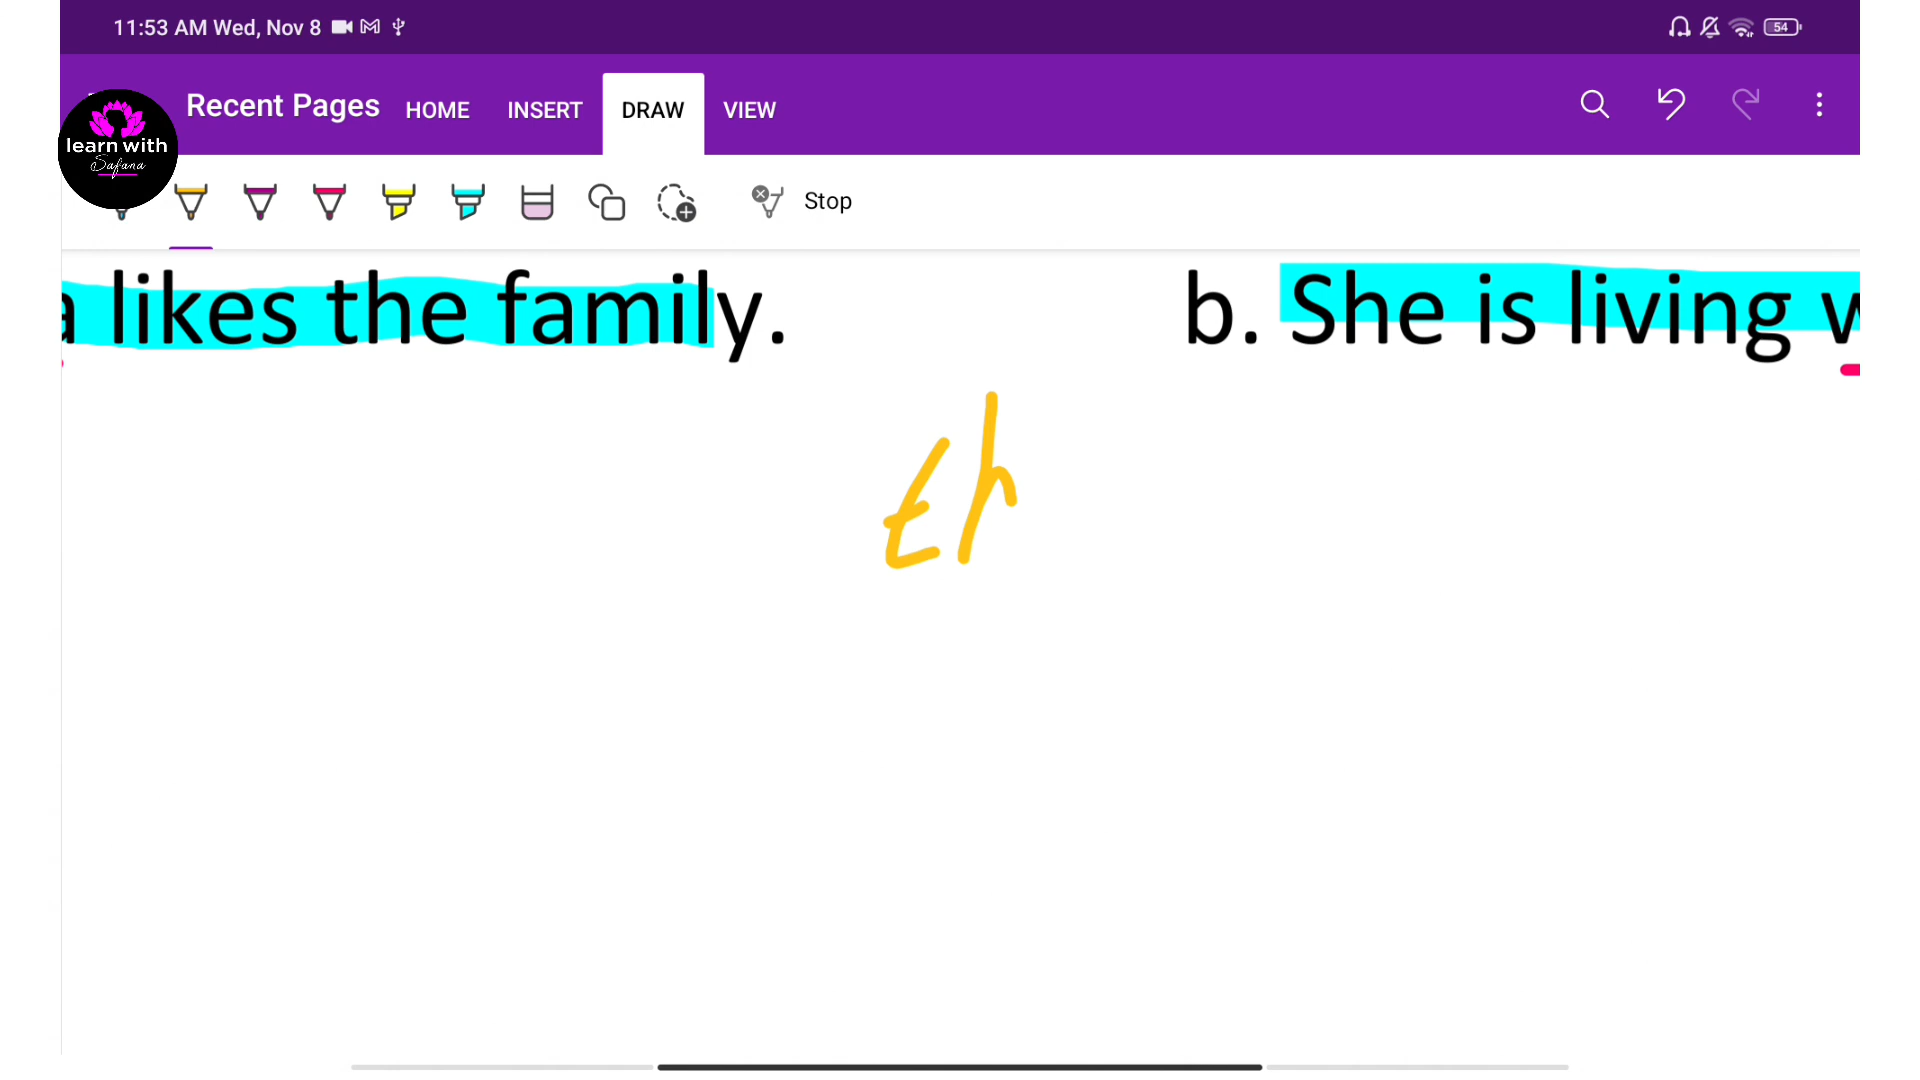 11:53 AM Wed, Nov 8 54
learn with
Safana
Recent Pages HOME INSERT DRAW VIEW
Stop
a likes the family. b. She is living w
th